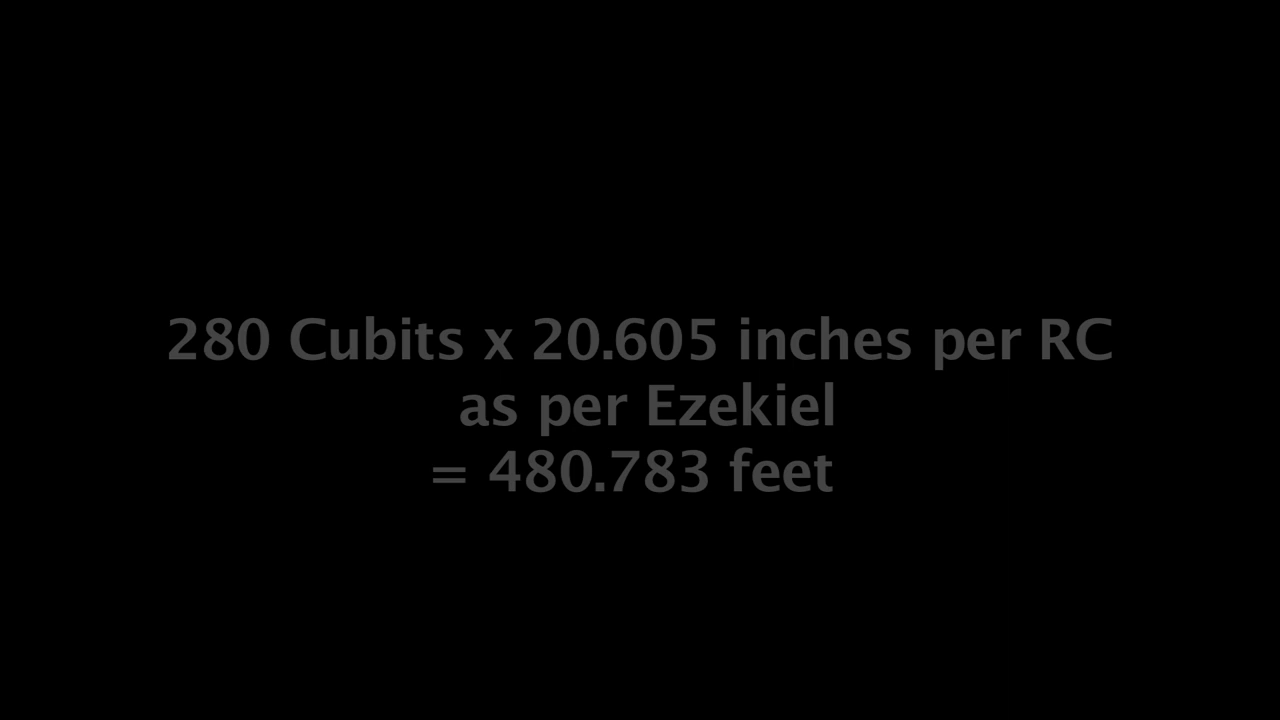 280 Cubits x 20.605 inches per RC
as per Ezekiel
= 480.783 feet